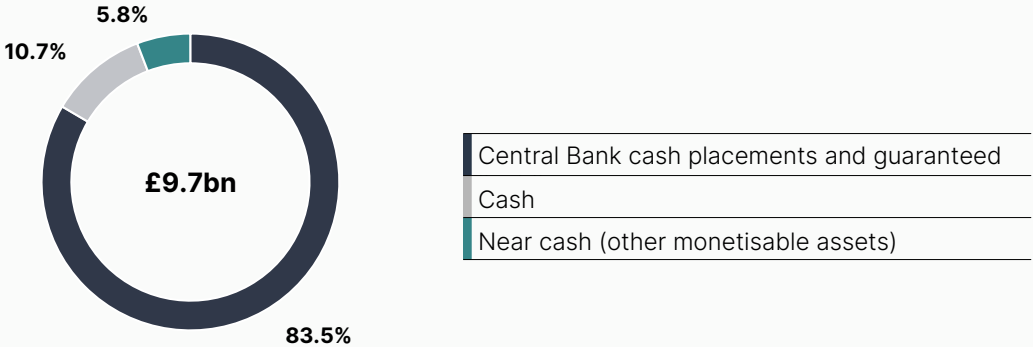 5.8%
10.7%
£9.7bn
83.5%
Central Bank cash placements and guaranteed
Cash
Near cash (other monetisable assets)